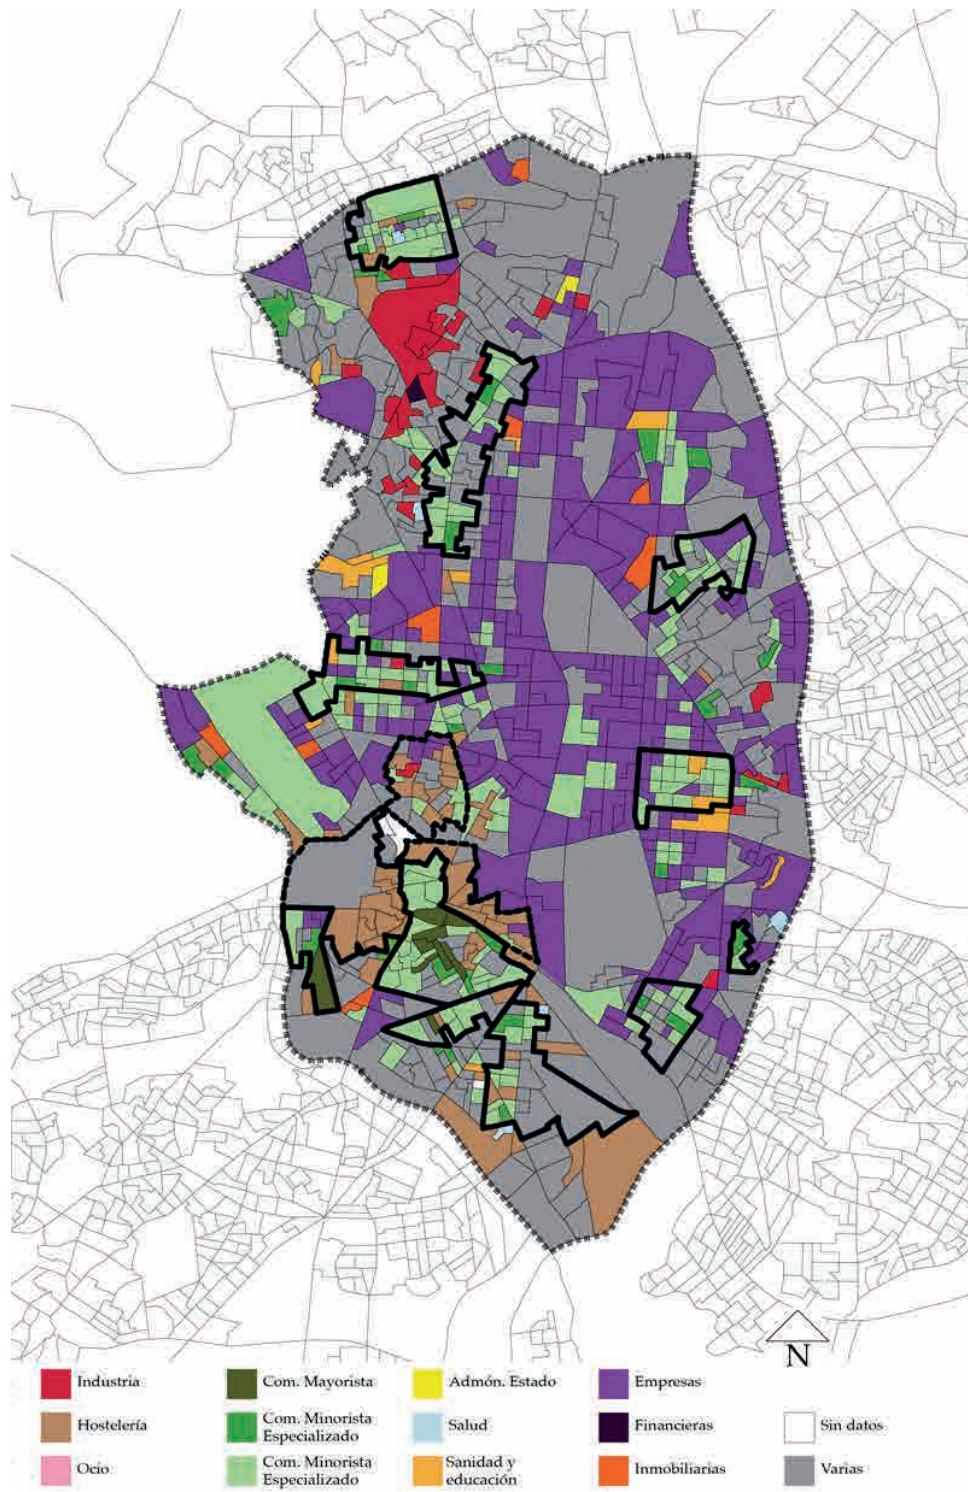 N
Industria
Hostelería
Ocio
Com. Mayorista
Com. Minorista
Especializado
Com. Minorista
Especializado
Admón. Estado
Salud
Sanidad y
educación
Empresas
Financieras
Inmobiliarias
Sin datos
Varias